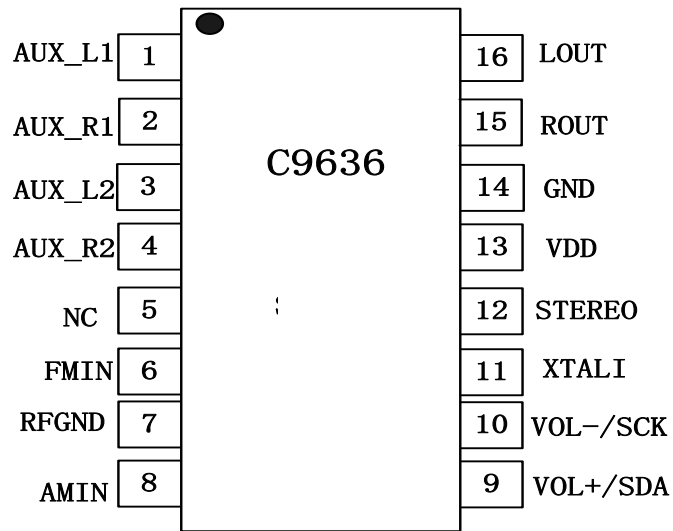 AUX_L1 1 16 LOUT
AUX_R1 2 15 ROUT
C9636
AUX_L2 3 14 GND
AUX_R2 4 13 VDD
NC 5 12 STEREO
FMIN 6 11 XTALI
RFGND 7 10 VOL-/SCK
AMIN 8 9 VOL+/SDA